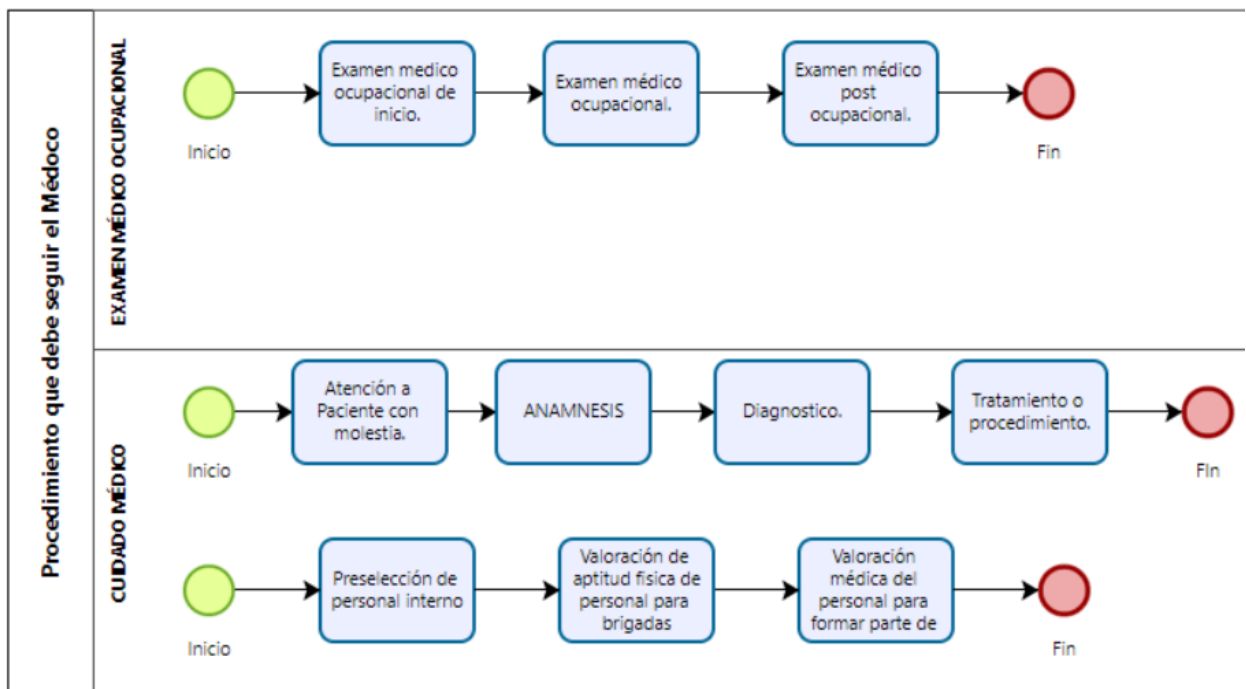 Procedimiento que debe seguir el Médoco
EXAMEN MÉDICO OCUPACIONAL
Inicio
Examen medico
ocupacional de
inicio.
Examen médico
ocupacional.
Examen médico
post
ocupacional.
Fin
CUIDADO MÉDICO
Inicio
Atención a
Paciente con
molestia.
ANAMNESIS
Diagnostico.
Tratamiento o
procedimiento.
FIn
Inicio
Preselección de
personal interno
Valoración de
aptitud fisica de
personal para
brigadas
Valoración
médica del
personal para
formar parte de
Fin